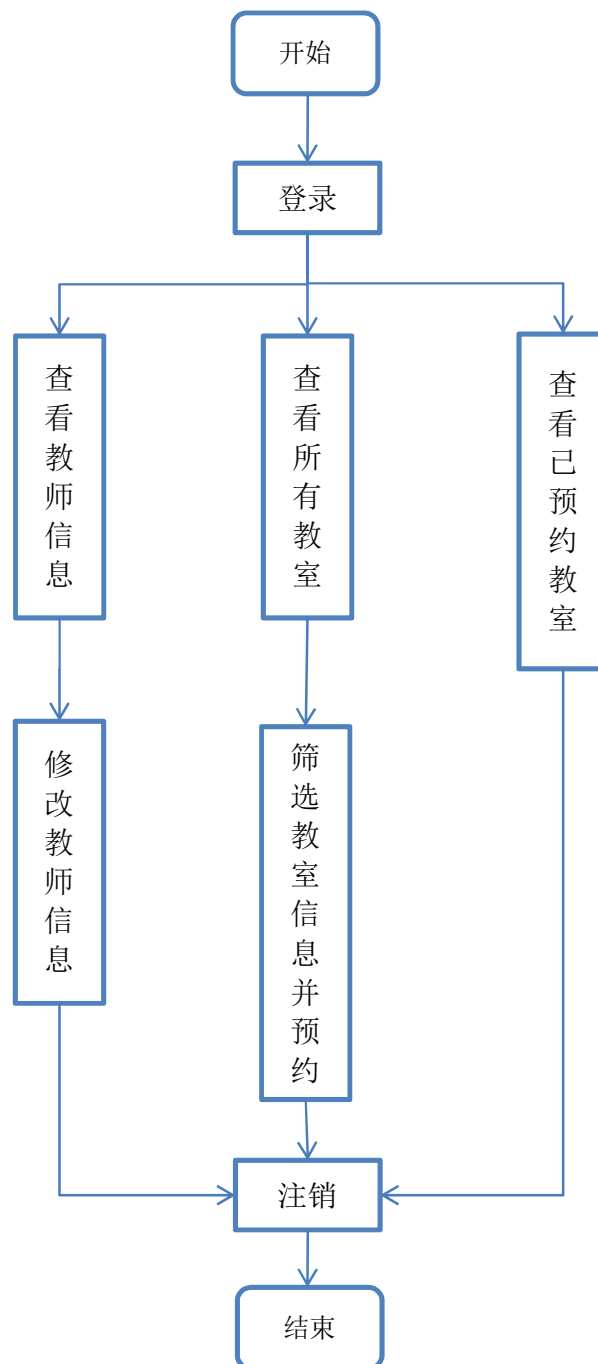 开始
登录
查看教师信息
查看所有教室
查看已预约教室
修改教师信息
筛选教室信息并预约
注销
结束